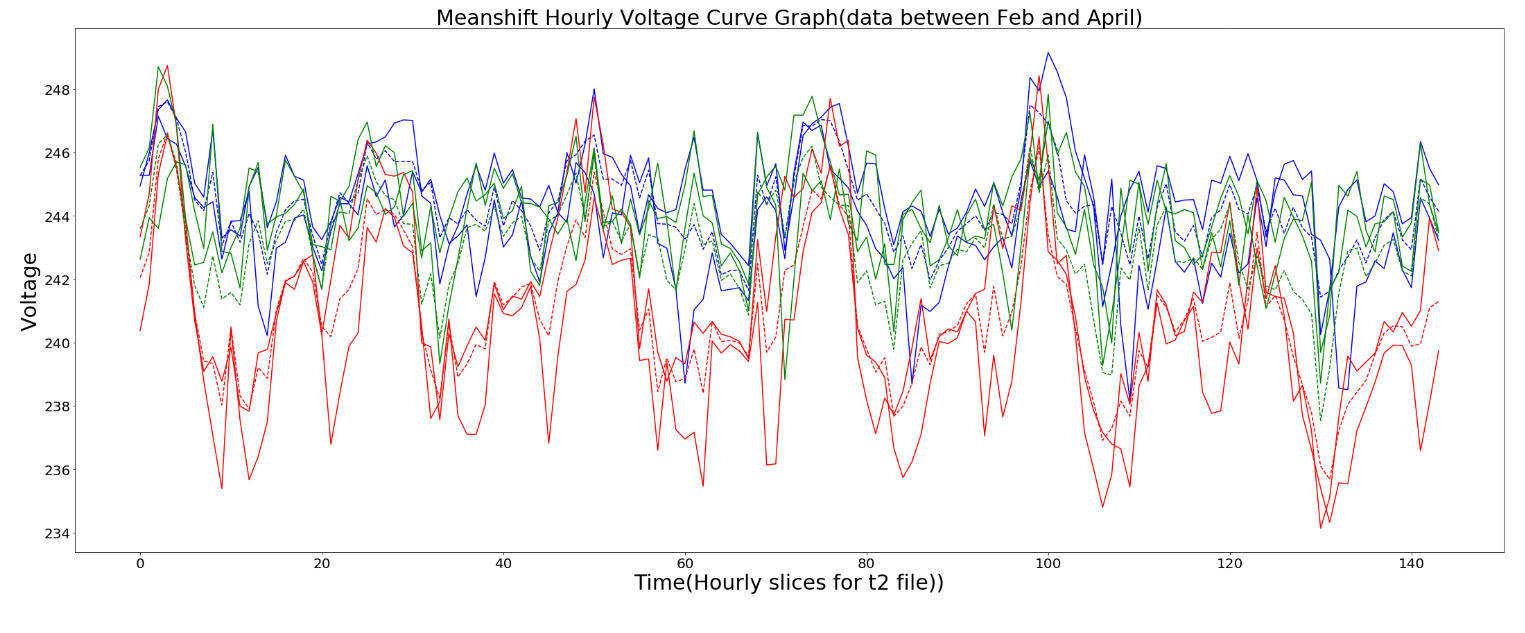 Meanshift Hourly Voltage Curve Graph(data between Feb and April)
248
246
244
242
240
238
236
234
Voltage
0 20 40 60 80 100 120 140
Time(Hourly slices for t2 file))